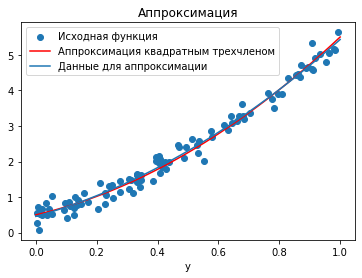 Аппроксимация
Исходная функция
Аппроксимация квадратным трехчленом
Данные для аппроксимации
5
4
3
2
1
0
0.0 0.2 0.4 0.6 0.8 1.0
y